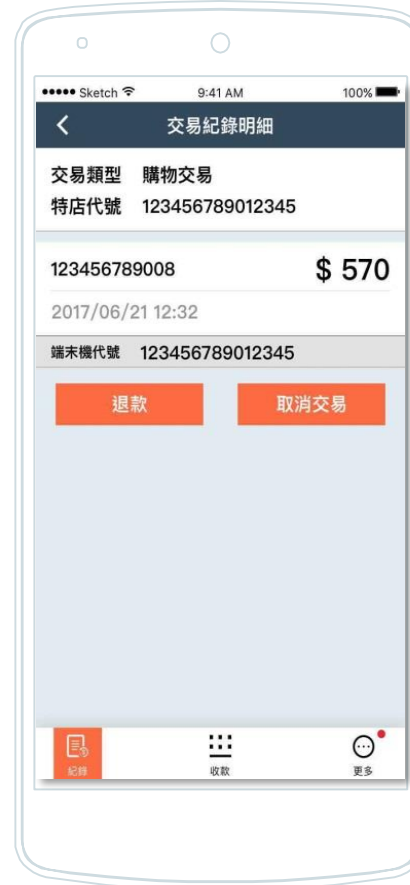 Sketch 9:41 AM 100%
交易紀錄明細
交易類型 購物交易
特店代號 123456789012345
123456789008 $ 570
2017/06/21 12:32
端末機代號 123456789012345
退款 取消交易
紀錄 收款 更多